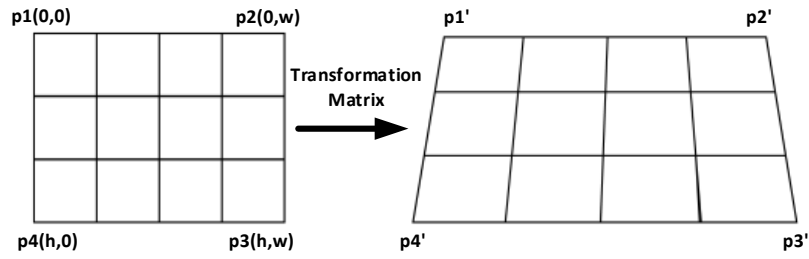 p1(0,0)
p2(0,w)
p1'
p2'
Transformation
Matrix
p4(h,0)
p3(h,w)
p4'
p3'